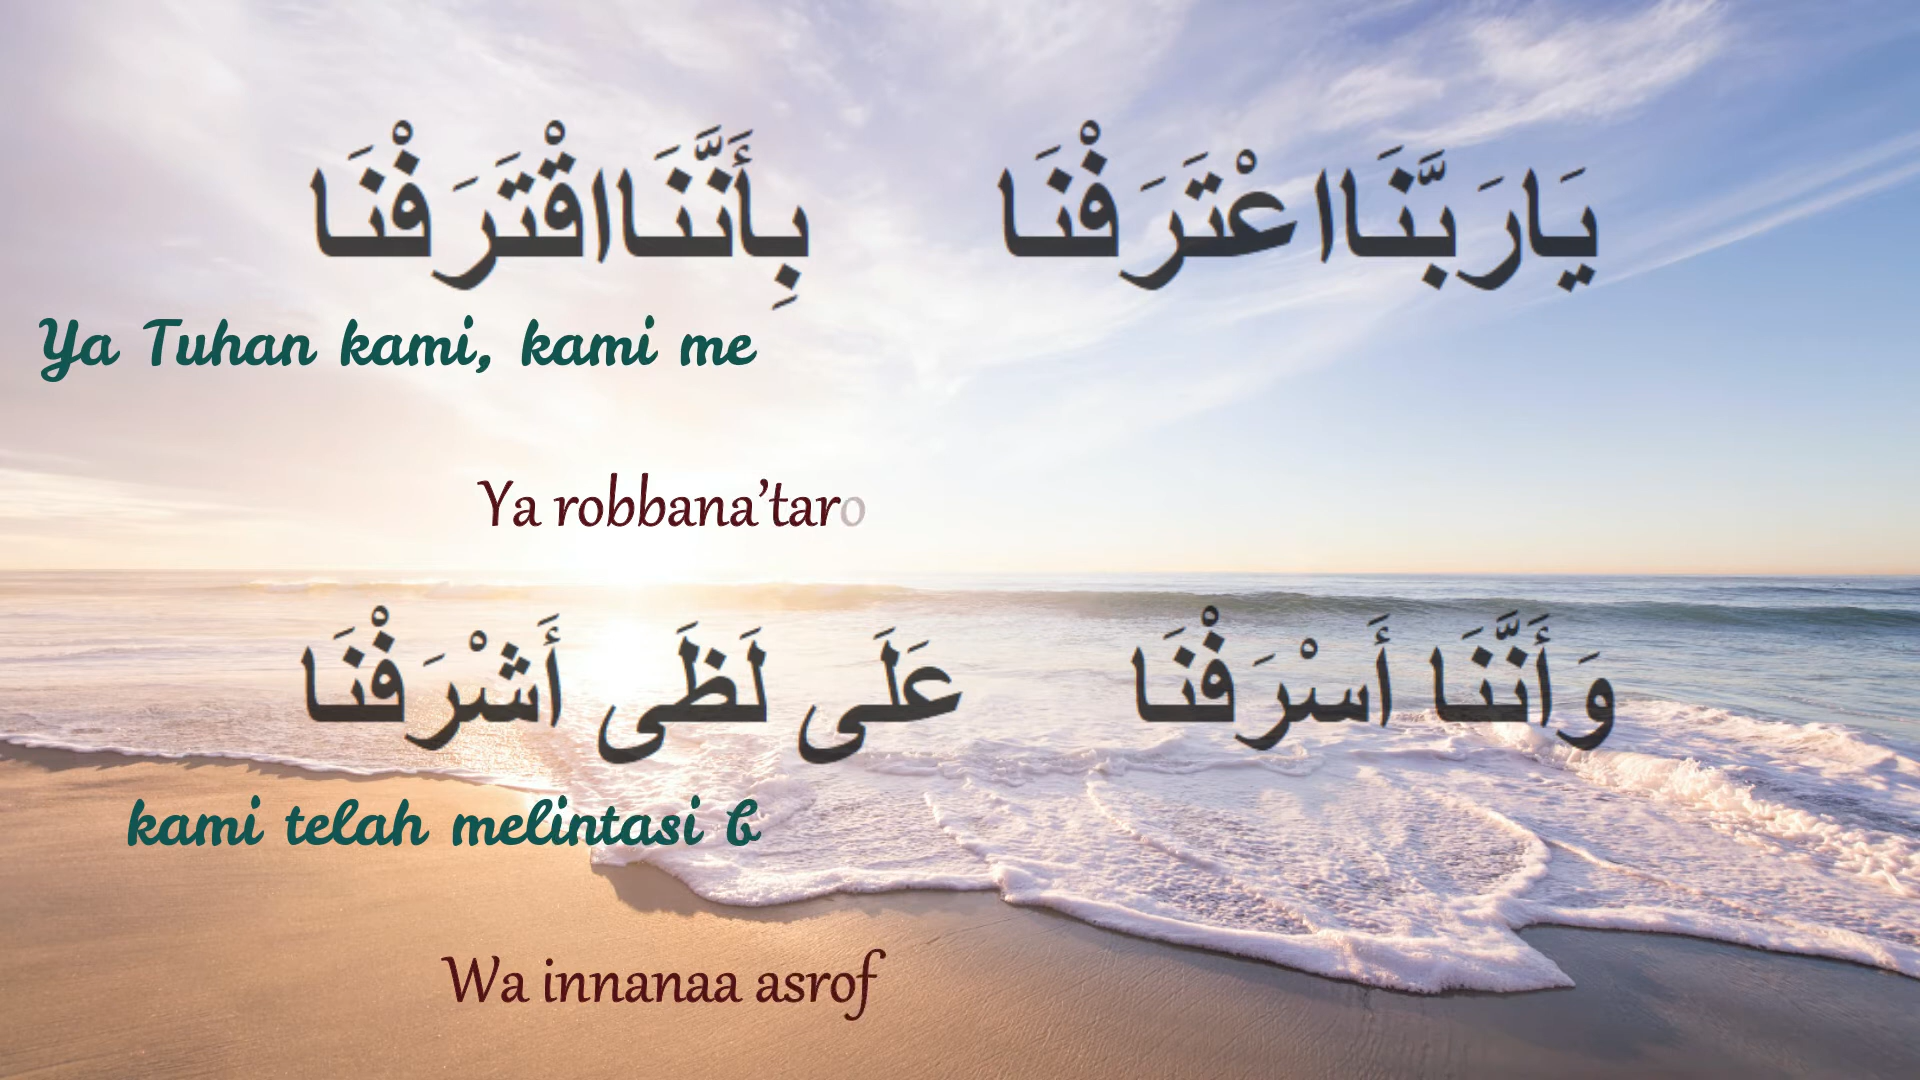 يَارَبَّنَااعْتَرَفْنَا بِأَنَّنَااقْتَرَفْنَا
Ya Tuhan kami, kami me
Ya robbana’taro
وَأَنَّنَا أَسْرَفْنَا عَلَى لَظَى أَشْرَفْنَا
kami telah melintasi b
Wa innanaa asrof